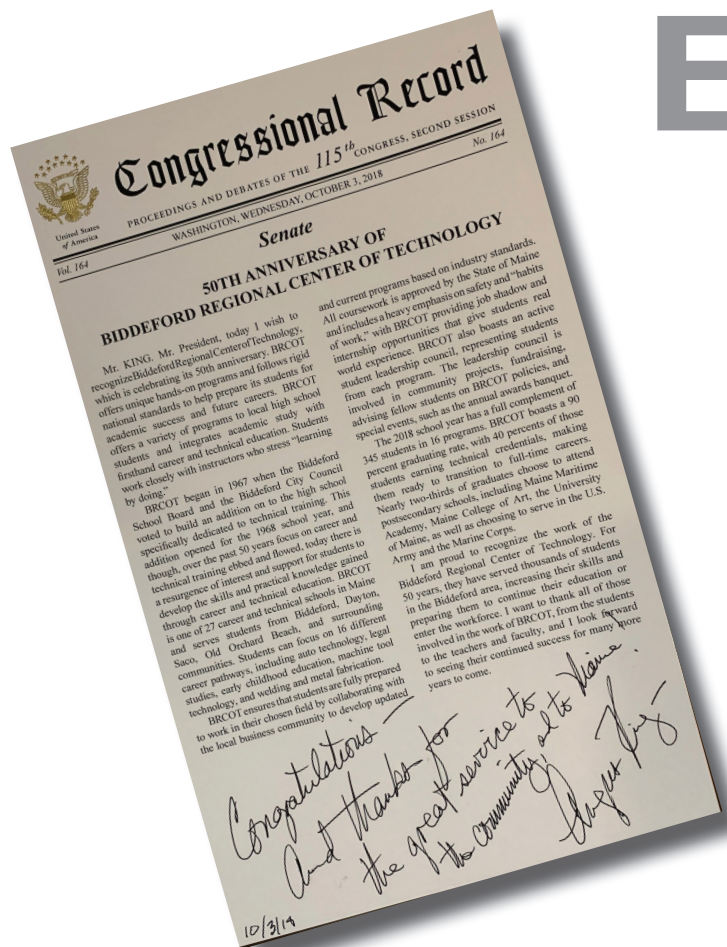 E
Congressional Record
United States
of America
PROCEEDINGS AND DEBATES OF THE 115th CONGRESS, SECOND SESSION
Vol. 164
WASHINGTON, WEDNESDAY, OCTOBER 3, 2018
No. 164
Senate
50TH ANNIVERSARY OF
BIDDEFORD REGIONAL CENTER OF TECHNOLOGY
Mr. KING. Mr. President, today I wish to
recognize Biddeford Regional Center of Technology,
which is celebrating its 50th anniversary. BRCOT
offers unique hands-on programs and follows rigid
national standards to help prepare its students for
academic success and future careers. BRCOT
offers a variety of programs to local high school
students and integrates academic study with
firsthand career and technical education. Students
work closely with instructors who stress "learning
by doing."
BRCOT began in 1967 when the Biddeford
School Board and the Biddeford City Council
voted to build an addition on to the high school
specifically dedicated to technical training. This
addition opened for the 1968 school year, and
though, over the past 50 years focus on career and
technical training ebbed and flowed, today there is
a resurgence of interest and support for students to
develop the skills and practical knowledge gained
through career and technical education. BRCOT
is one of 27 career and technical schools in Maine
and serves students from Biddeford, Dayton,
Saco, Old Orchard Beach, and surrounding
communities. Students can focus on 16 different
career pathways, including auto technology, legal
studies, early childhood education, machine tool
technology, and welding and metal fabrication.
BRCOT ensures that students are fully prepared
to work in their chosen field by collaborating with
the local business community to develop updated
and current programs based on industry standards.
All coursework is approved by the State of Maine
and includes a heavy emphasis on safety and "habits
of work," with BRCOT providing job shadow and
internship opportunities that give students real
world experience. BRCOT also boasts an active
student leadership council, representing students
from each program. The leadership council is
involved in community projects, fundraising,
advising fellow students on BRCOT policies, and
special events, such as the annual awards banquet.
The 2018 school year has a full complement of
345 students in 16 programs. BRCOT boasts a 90
percent graduating rate, with 40 percents of those
students earning technical credentials, making
them ready to transition to full-time careers.
Nearly two-thirds of graduates choose to attend
postsecondary schools, including Maine Maritime
Academy, Maine College of Art, the University
of Maine, as well as choosing to serve in the U.S.
Army and the Marine Corps.
I am proud to recognize the work of the
Biddeford Regional Center of Technology. For
50 years, they have served thousands of students
in the Biddeford area, increasing their skills and
preparing them to continue their education or
enter the workforce. I want to thank all of those
involved in the work of BRCOT, from the students
to the teachers and faculty, and I look forward
to seeing their continued success for many more
years to come.
Congratulations —
and thanks for
the great service to
the community, and to Maine!
Angus King
10/3/18